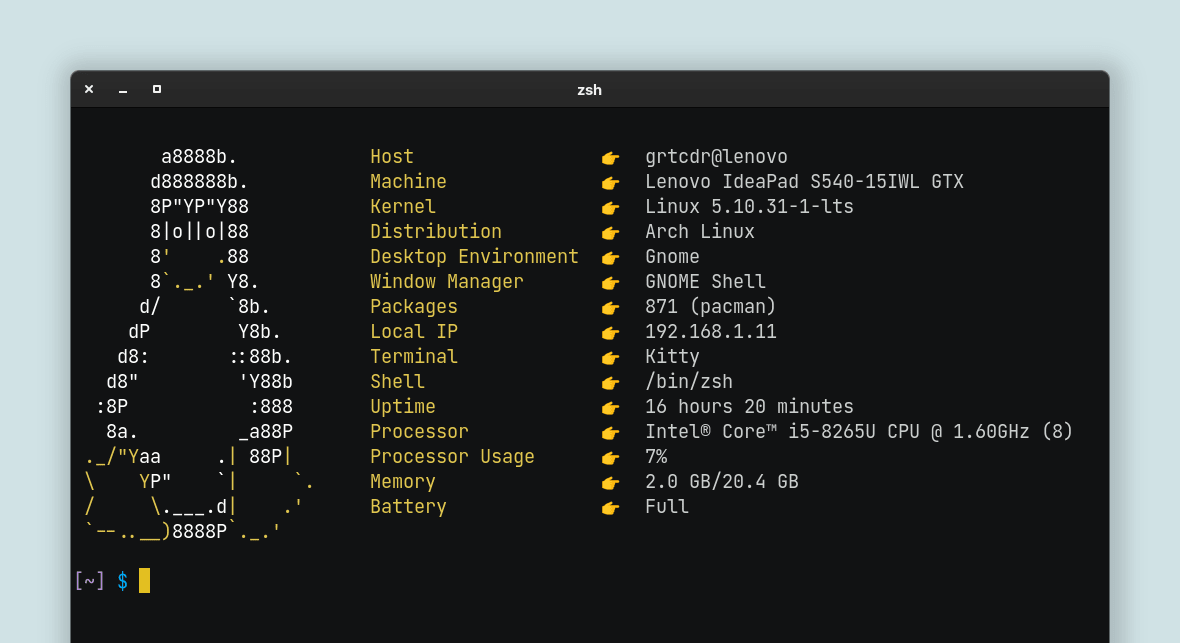 zsh
         a8888b.            Host                  👉  grtcdr@lenovo
        d888888b.           Machine               👉  Lenovo IdeaPad S540-15IWL GTX
        8P"YP"Y88           Kernel                👉  Linux 5.10.31-1-lts
        8|o||o|88           Distribution          👉  Arch Linux
        8'    .88           Desktop Environment   👉  Gnome
        8`._.' Y8.          Window Manager        👉  GNOME Shell
       d/      `8b.         Packages              👉  871 (pacman)
      dP        Y8b.        Local IP              👉  192.168.1.11
     d8:       ::88b.       Terminal              👉  Kitty
    d8"         'Y88b       Shell                 👉  /bin/zsh
   :8P           :888       Uptime                👉  16 hours 20 minutes
    8a.         _a88P       Processor             👉  Intel® Core™ i5-8265U CPU @ 1.60GHz (8)
  ._/"Yaa     .| 88P|       Processor Usage       👉  7%
  \    YP"    `|     `.     Memory                👉  2.0 GB/20.4 GB
  /     \.___.d|    .'      Battery               👉  Full
  `--..__)8888P`._.'
[~] $